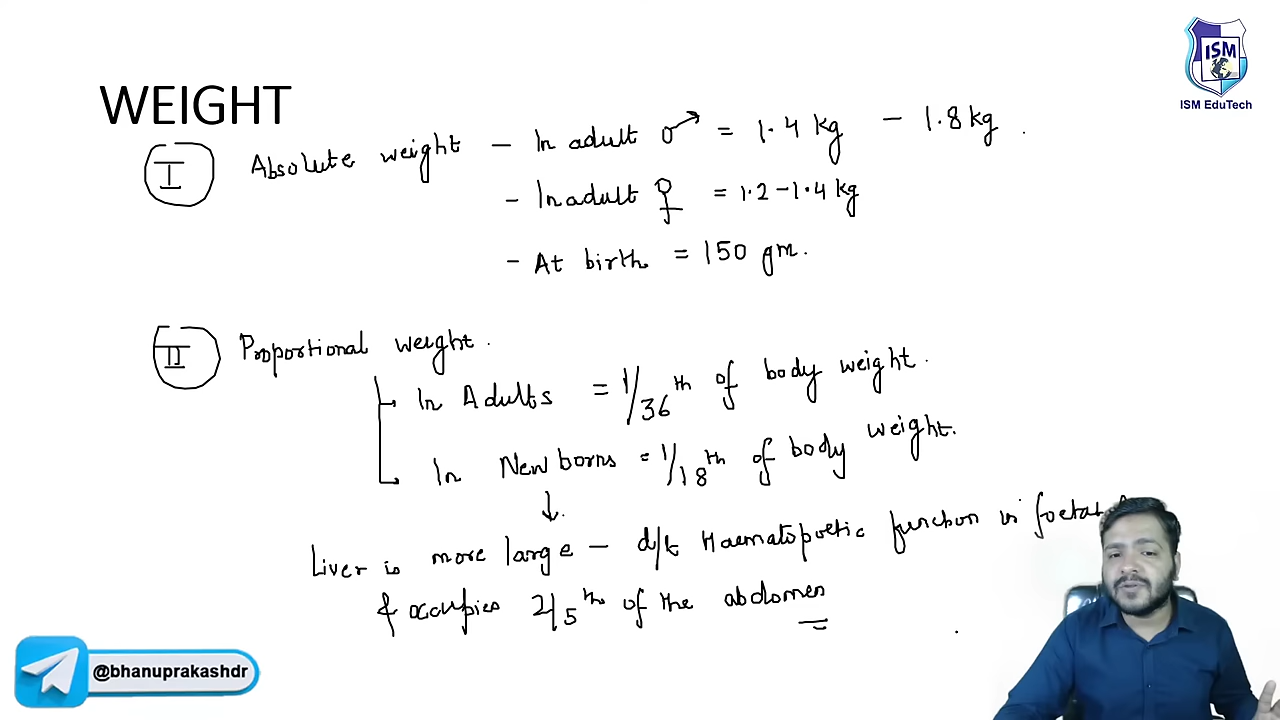 ISM
ISM EduTech
WEIGHT
I Absolute weight - In adult ♂ = 1.4 kg - 1.8 kg.
- In adult ♀ = 1.2 - 1.4 kg
- At birth = 150 gm.
II Proportional weight.
In Adults = 1/36th of body weight.
In New borns = 1/18th of body weight.
↓
Liver is more large - d/t Haematopoetic function in foetal
& occupies 2/5th of the abdomen
@bhanuprakashdr